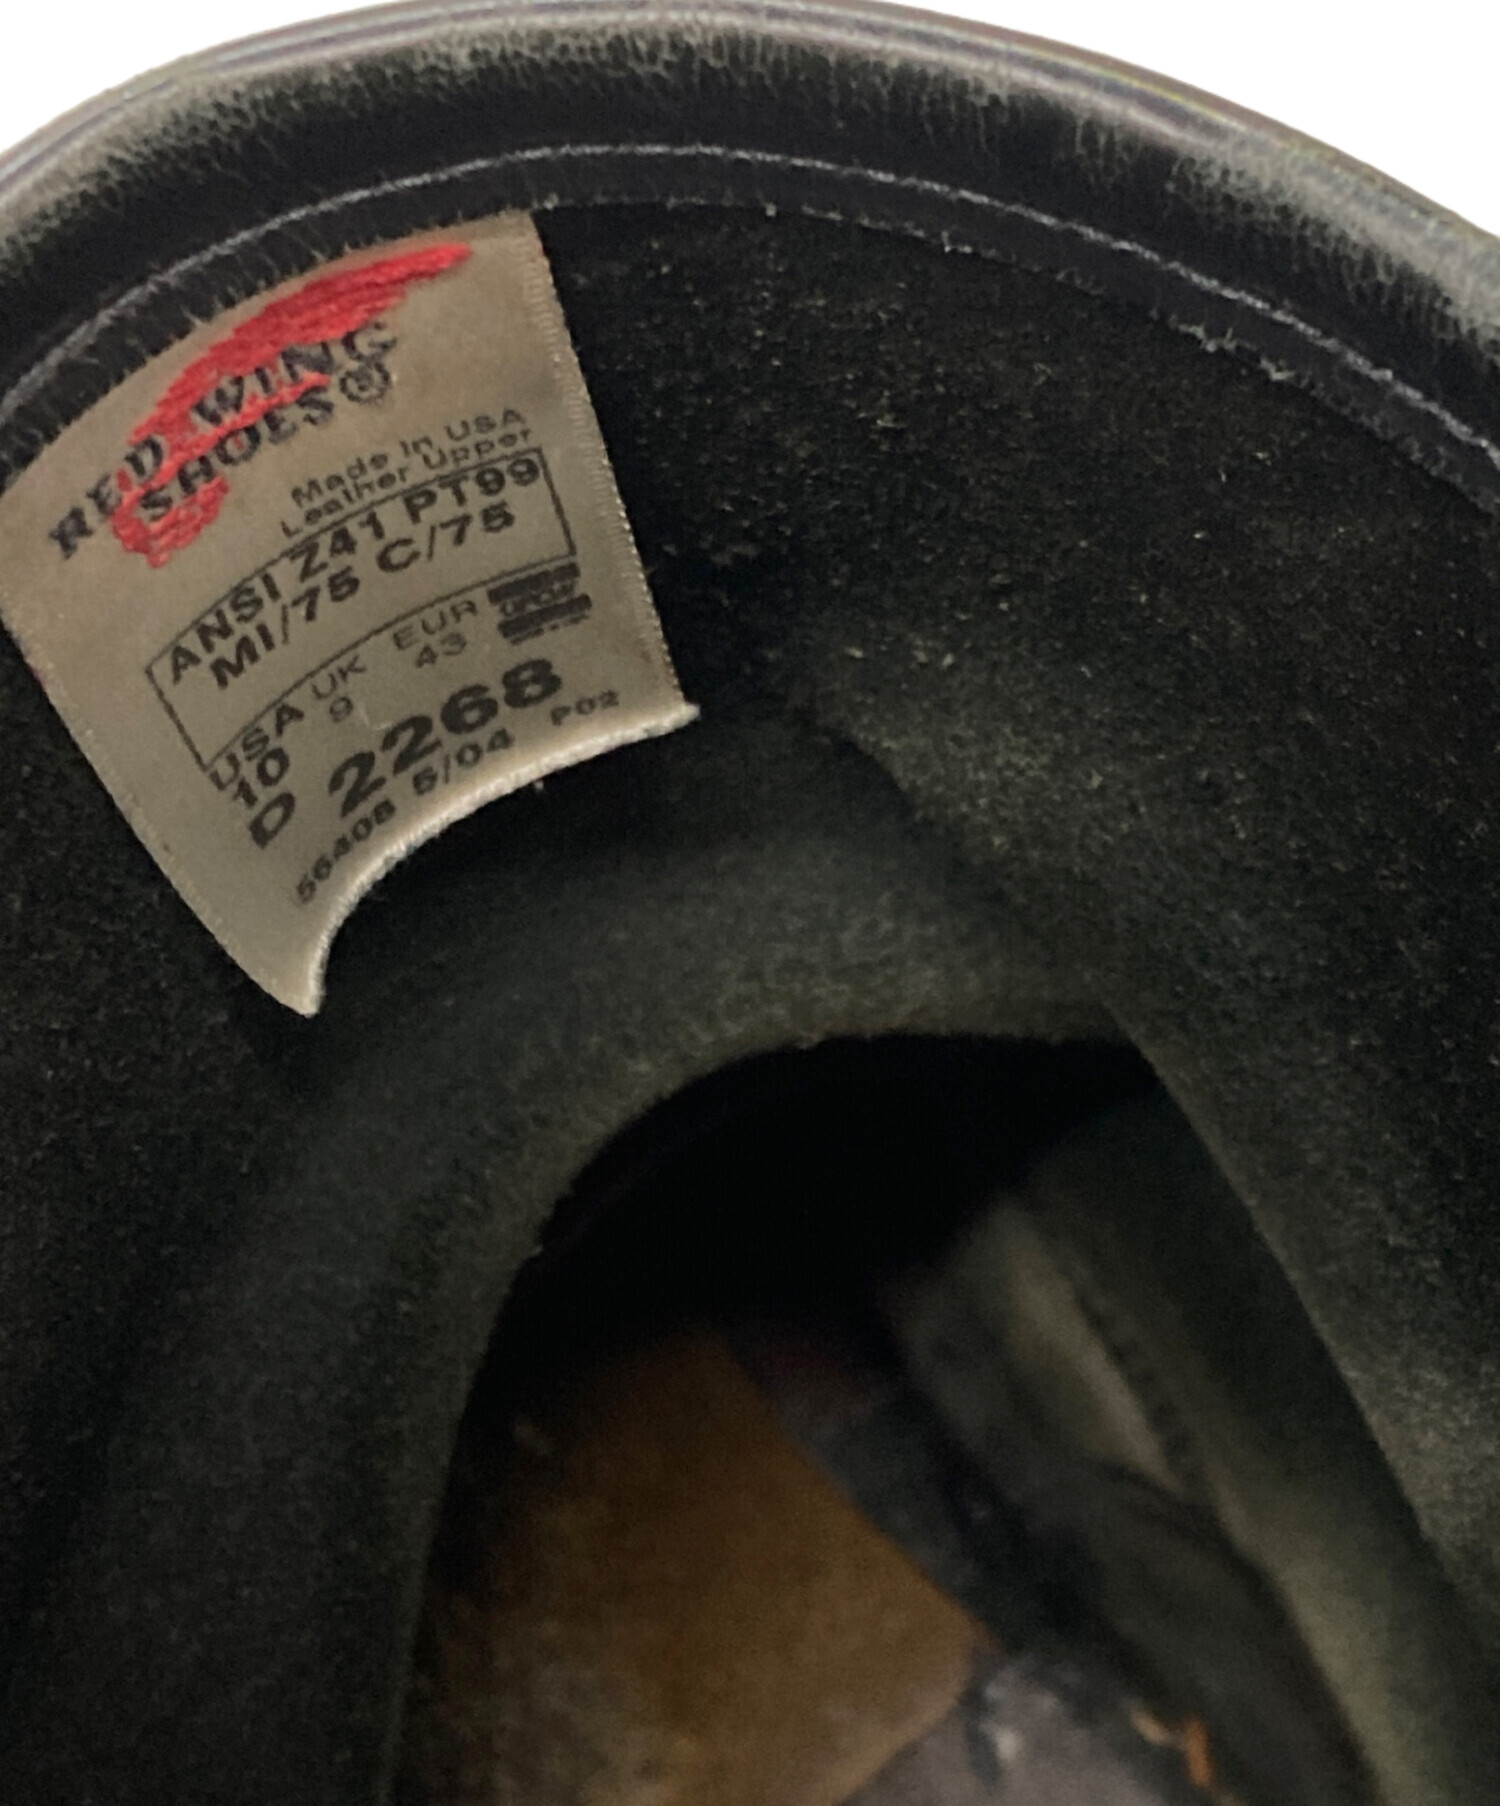 RED WING
SHOES®
Made In USA
Leather Upper
ANSI Z41 PT99
MI/75 C/75
USA UK EUR
10 9 43
D 2268
56408 5/04 P02